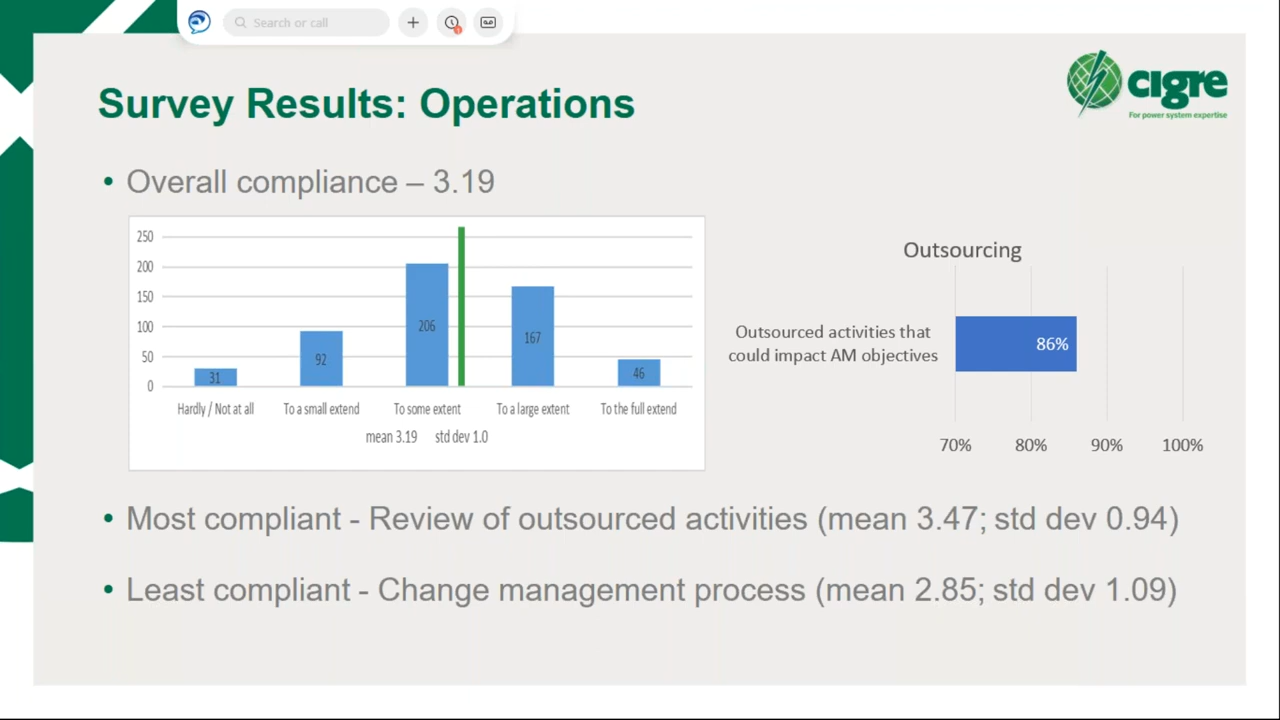 Search or call
cigre
For power system expertise
Survey Results: Operations
• Overall compliance – 3.19
250
200
150
100
50
0
31
92
206
167
46
Hardly / Not at all
To a small extend
To some extent
To a large extent
To the full extend
mean 3.19 std dev 1.0
Outsourcing
Outsourced activities that
could impact AM objectives
86%
70% 80% 90% 100%
• Most compliant - Review of outsourced activities (mean 3.47; std dev 0.94)
• Least compliant - Change management process (mean 2.85; std dev 1.09)